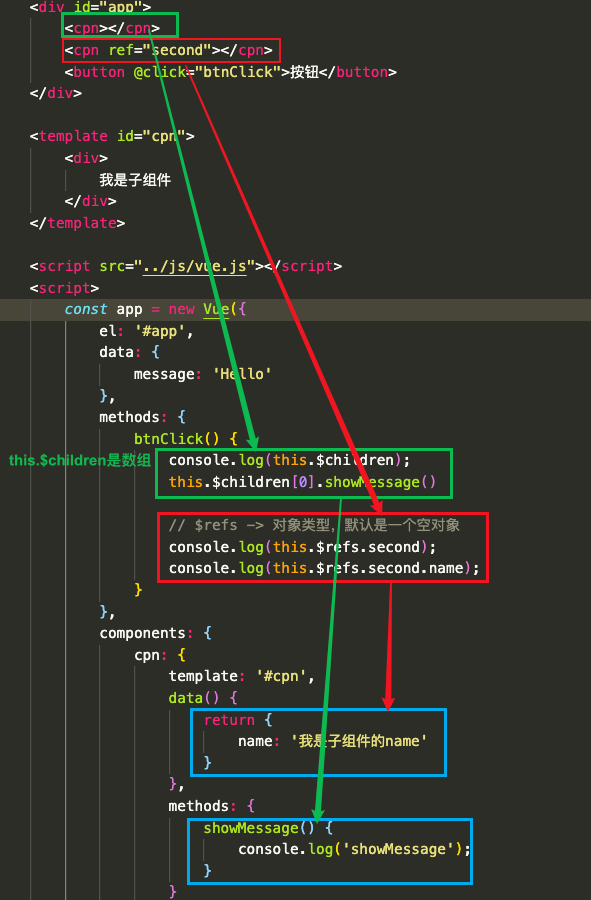 <div id="app">
<cpn></cpn>
<cpn ref="second"></cpn>
<button @click="btnClick">按钮</button>
</div>
<template id="cpn">
<div>
我是子组件
</div>
</template>
<script src="../js/vue.js"></script>
<script>
const app = new Vue({
el: '#app',
data: {
message: 'Hello'
},
methods: {
btnClick() {
this.$children是数组
console.log(this.$children);
this.$children[0].showMessage()
// $refs -> 对象类型, 默认是一个空对象
console.log(this.$refs.second);
console.log(this.$refs.second.name);
}
},
components: {
cpn: {
template: '#cpn',
data() {
return {
name: '我是子组件的name'
}
},
methods: {
showMessage() {
console.log('showMessage');
}
}